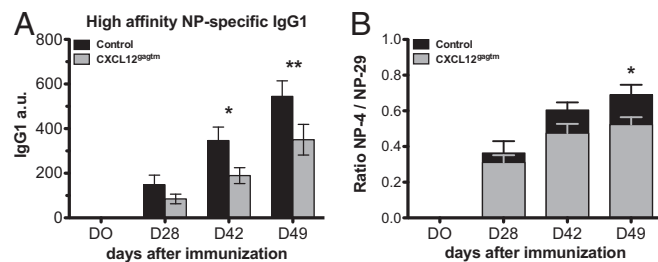 A
High affinity NP-specific IgG1
800
600
400
200
0
IgG1 a.u.
Control
CXCL12gagtm
*
**
DO
D28
D42
D49
days after immunization
B
1.0
0.8
0.6
0.4
0.2
0.0
Ratio NP-4 / NP-29
Control
CXCL12gagtm
*
DO
D28
D42
D49
days after immunization